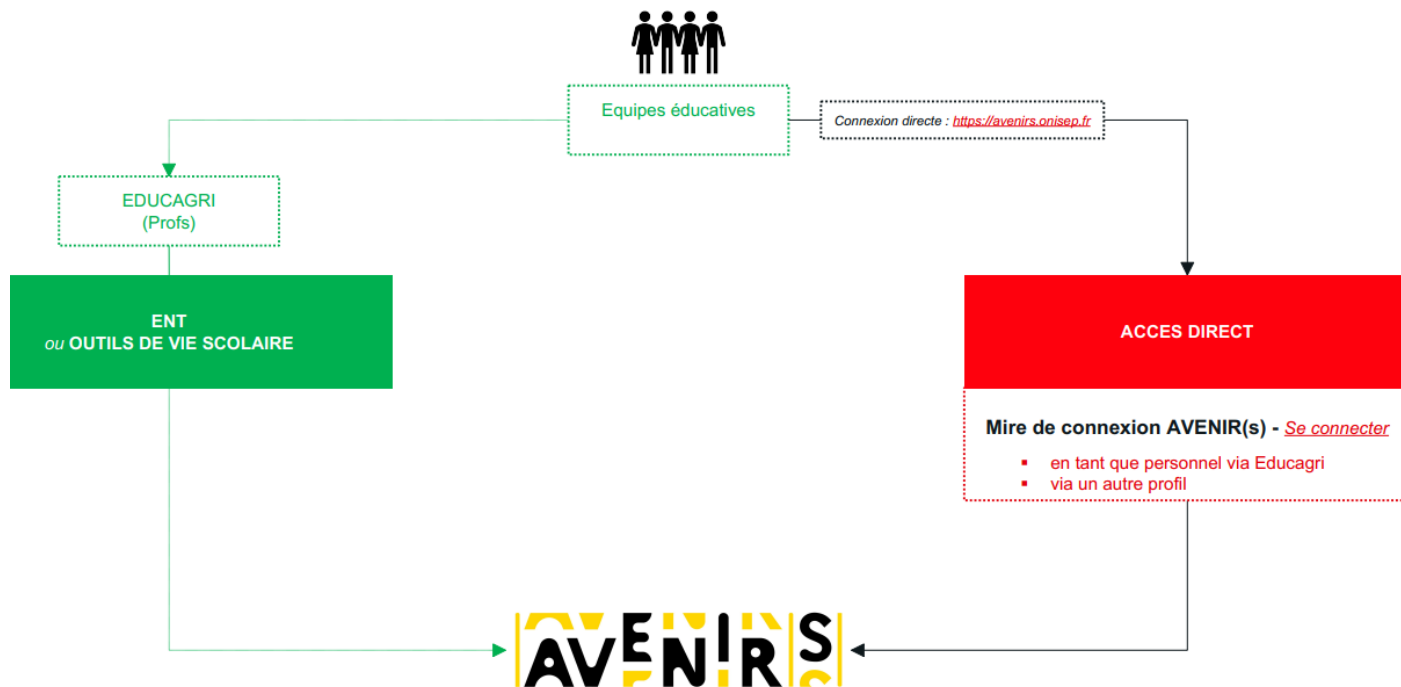 Equipes éducatives
Connexion directe : https://avenirs.onisep.fr
EDUCAGRI
(Profs)
ENT
ou OUTILS DE VIE SCOLAIRE
ACCES DIRECT
Mire de connexion AVENIR(s) - Se connecter
▪ en tant que personnel via Educagri
▪ via un autre profil
AVENIRS